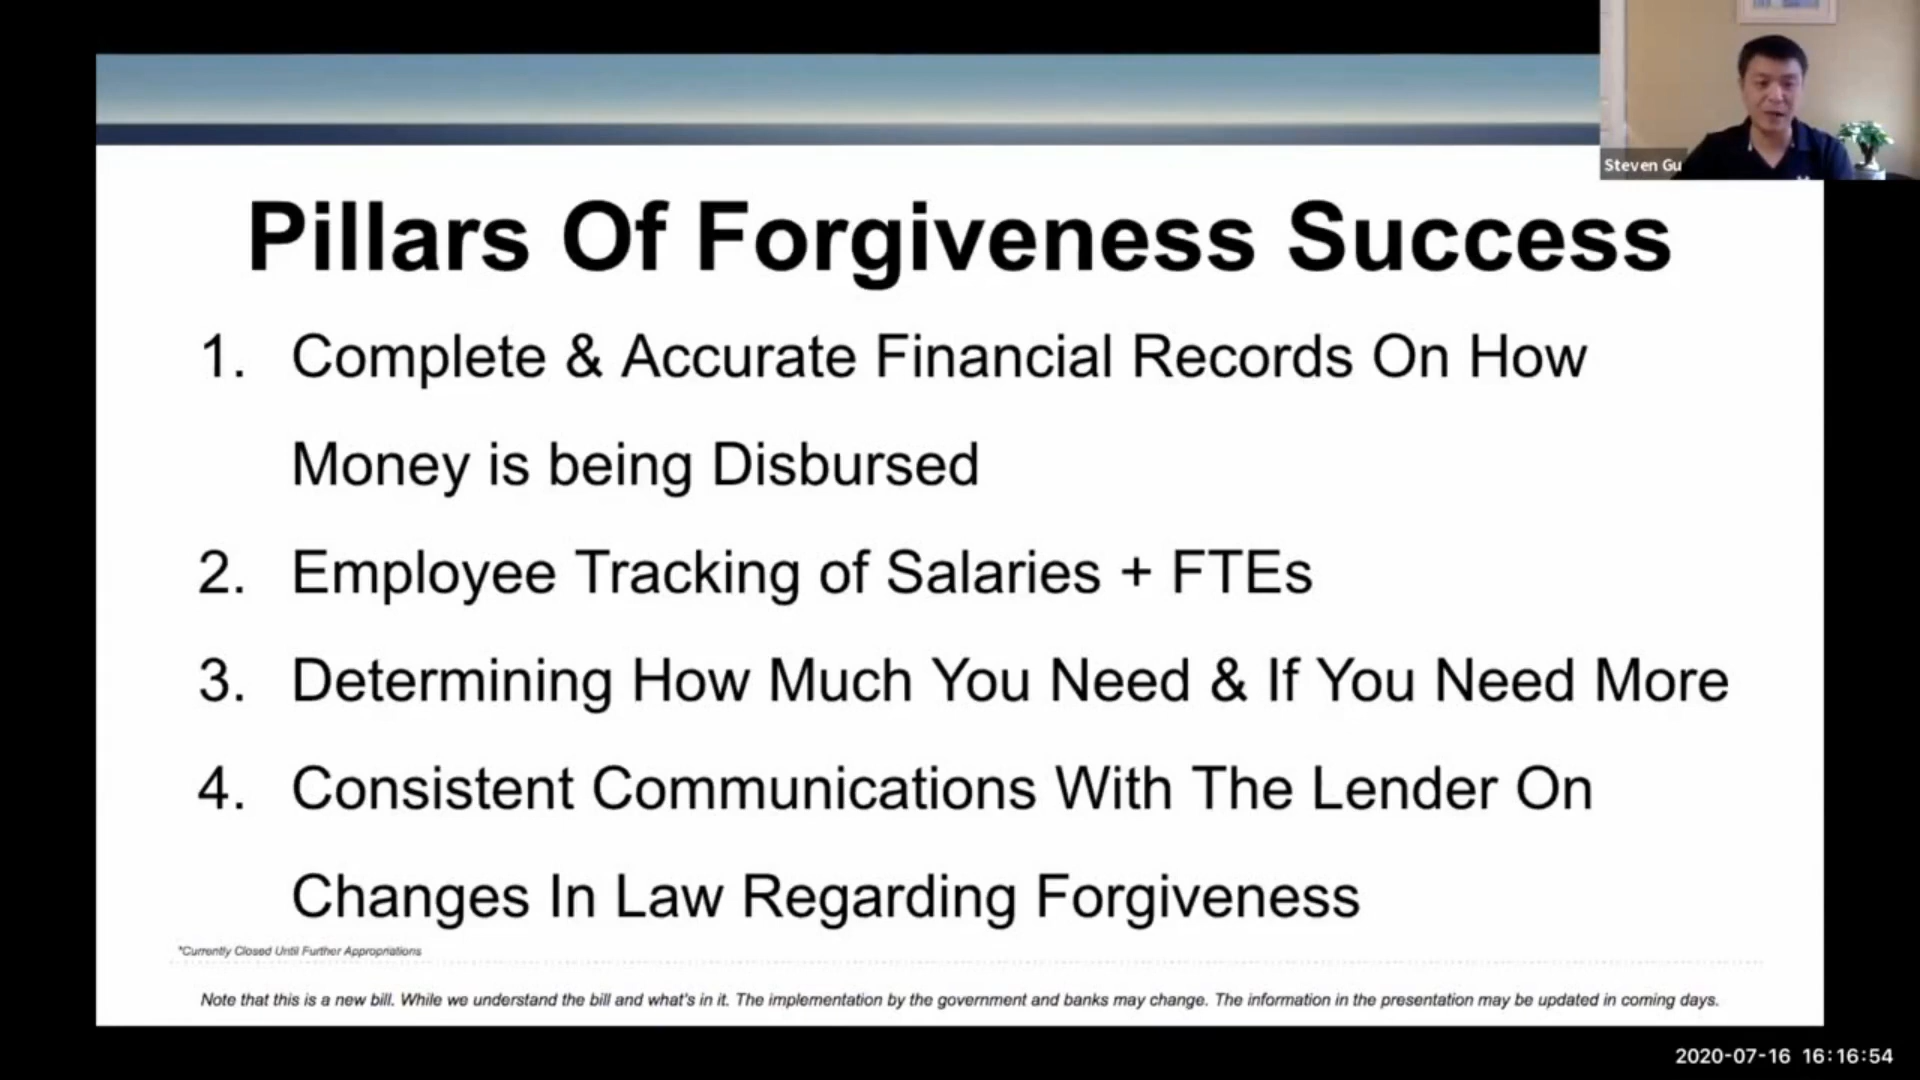 Steven Gu
Pillars Of Forgiveness Success
1. Complete & Accurate Financial Records On How
Money is being Disbursed
2. Employee Tracking of Salaries + FTEs
3. Determining How Much You Need & If You Need More
4. Consistent Communications With The Lender On
Changes In Law Regarding Forgiveness
*Currently Closed Until Further Appropriations
Note that this is a new bill. While we understand the bill and what's in it. The implementation by the government and banks may change. The information in the presentation may be updated in coming days.
2020-07-16 16:16:54